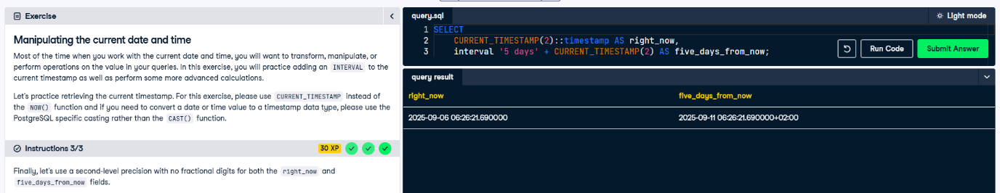 Exercise
Manipulating the current date and time
Most of the time when you work with the current date and time, you will want to transform, manipulate, or
perform operations on the value in your queries. In this exercise, you will practice adding an INTERVAL to the
current timestamp as well as perform some more advanced calculations.
Let's practice retrieving the current timestamp. For this exercise, please use CURRENT_TIMESTAMP instead of
the NOW() function and if you need to convert a date or time value to a timestamp data type, please use the
PostgreSQL specific casting rather than the CAST() function.
Instructions 3/3
30 XP
Finally, let's use a second-level precision with no fractional digits for both the right_now and
five_days_from_now fields.
query.sql
Light mode
1 SELECT
2 CURRENT_TIMESTAMP(2)::timestamp AS right_now,
3 interval '5 days' + CURRENT_TIMESTAMP(2) AS five_days_from_now;
Run Code
Submit Answer
query result
right_now five_days_from_now
2025-09-06 06:26:21.690000 2025-09-11 06:26:21.690000+02:00